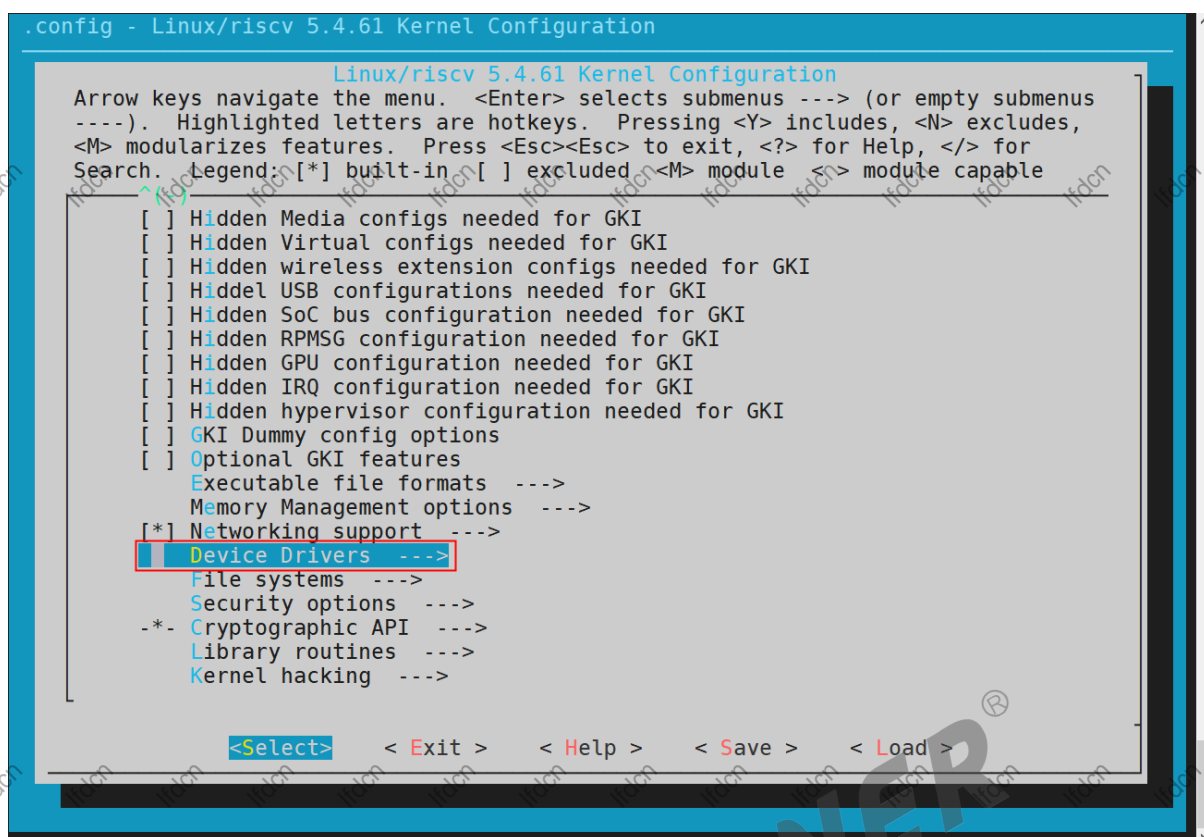 .config - Linux/riscv 5.4.61 Kernel Configuration
Linux/riscv 5.4.61 Kernel Configuration
Arrow keys navigate the menu.  <Enter> selects submenus ---> (or empty submenus
----).  Highlighted letters are hotkeys.  Pressing <Y> includes, <N> excludes,
<M> modularizes features.  Press <Esc><Esc> to exit, <?> for Help, </> for
Search.  Legend: [*] built-in  [ ] excluded  <M> module  < > module capable
^(-)
[ ] Hidden Media configs needed for GKI
[ ] Hidden Virtual configs needed for GKI
[ ] Hidden wireless extension configs needed for GKI
[ ] Hiddel USB configurations needed for GKI
[ ] Hidden SoC bus configuration needed for GKI
[ ] Hidden RPMSG configuration needed for GKI
[ ] Hidden GPU configuration needed for GKI
[ ] Hidden IRQ configuration needed for GKI
[ ] Hidden hypervisor configuration needed for GKI
[ ] GKI Dummy config options
[ ] Optional GKI features
Executable file formats  --->
Memory Management options  --->
[*] Networking support  --->
Device Drivers  --->
File systems  --->
Security options  --->
-*- Cryptographic API  --->
Library routines  --->
Kernel hacking  --->
<Select>    < Exit >    < Help >    < Save >    < Load >